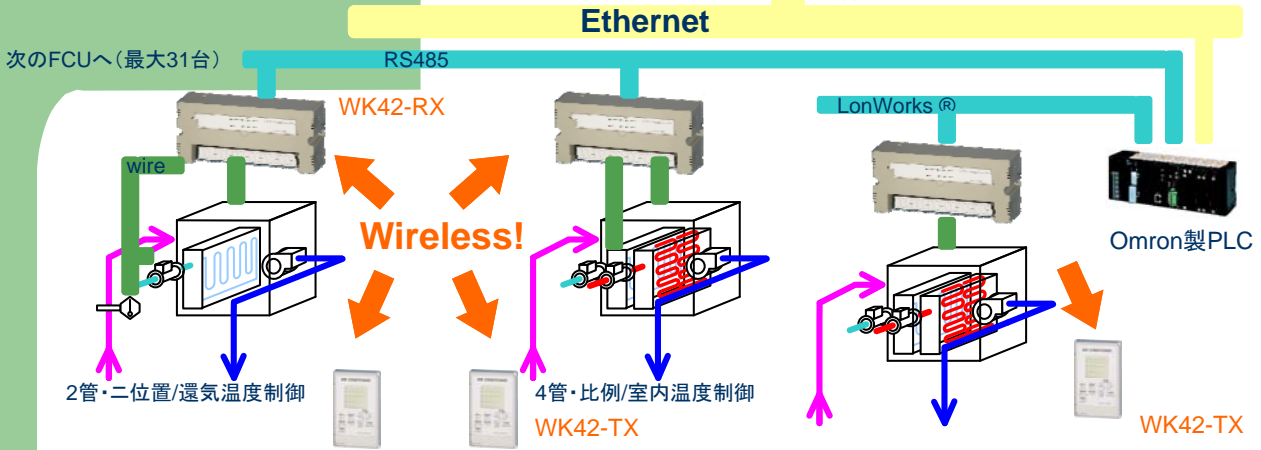 Ethernet
次のFCUへ（最大31台）
RS485
WK42-RX
LonWorks ®
wire
Wireless!
Omron製PLC
2管・二位置/還気温度制御
4管・比例/室内温度制御
WK42-TX
WK42-TX